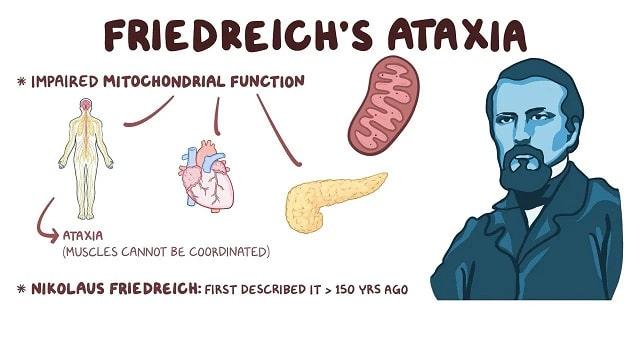 FRIEDREICH'S ATAXIA
* IMPAIRED MITOCHONDRIAL FUNCTION
ATAXIA
(MUSCLES CANNOT BE COORDINATED)
* NIKOLAUS FRIEDREICH: FIRST DESCRIBED IT > 150 YRS AGO